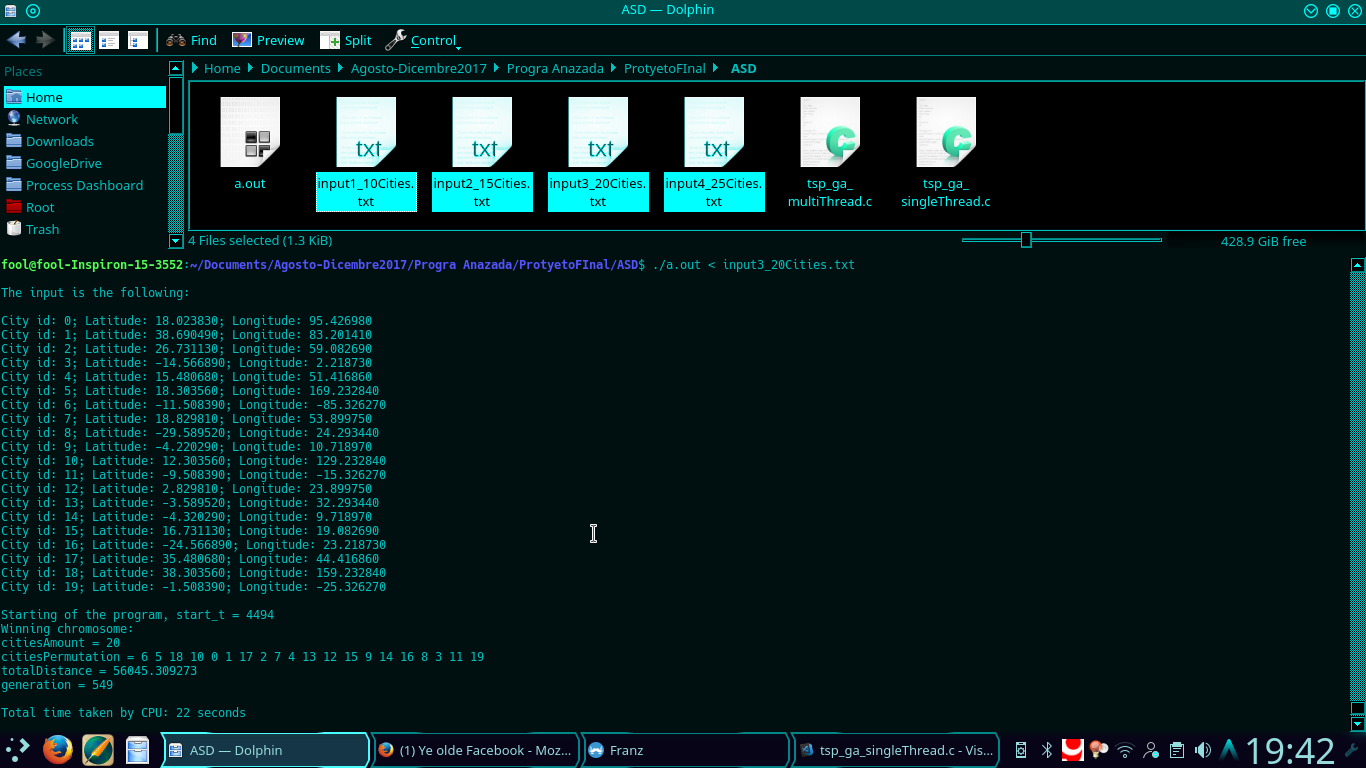 ASD — Dolphin
Find Preview Split Control
Places
Home
Network
Downloads
GoogleDrive
Process Dashboard
Root
Trash
Home Documents Agosto-Dicembre2017 Progra Anazada ProtyetoFInal ASD
a.out
input1_10Cities.
txt
input2_15Cities.
txt
input3_20Cities.
txt
input4_25Cities.
txt
tsp_ga_
multiThread.c
tsp_ga_
singleThread.c
txt
txt
txt
txt
4 Files selected (1.3 KiB) 428.9 GiB free
fool@fool-Inspiron-15-3552:~/Documents/Agosto-Dicembre2017/Progra Anazada/ProtyetoFInal/ASD$ ./a.out < input3_20Cities.txt
The input is the following:
City id: 0; Latitude: 18.023830; Longitude: 95.426980
City id: 1; Latitude: 38.690490; Longitude: 83.201410
City id: 2; Latitude: 26.731130; Longitude: 59.082690
City id: 3; Latitude: -14.566890; Longitude: 2.218730
City id: 4; Latitude: 15.480680; Longitude: 51.416860
City id: 5; Latitude: 18.303560; Longitude: 169.232840
City id: 6; Latitude: -11.508390; Longitude: -85.326270
City id: 7; Latitude: 18.829810; Longitude: 53.899750
City id: 8; Latitude: -29.589520; Longitude: 24.293440
City id: 9; Latitude: -4.220290; Longitude: 10.718970
City id: 10; Latitude: 12.303560; Longitude: 129.232840
City id: 11; Latitude: -9.508390; Longitude: -15.326270
City id: 12; Latitude: 2.829810; Longitude: 23.899750
City id: 13; Latitude: -3.589520; Longitude: 32.293440
City id: 14; Latitude: -4.320290; Longitude: 9.718970
City id: 15; Latitude: 16.731130; Longitude: 19.082690
City id: 16; Latitude: -24.566890; Longitude: 23.218730
City id: 17; Latitude: 35.480680; Longitude: 44.416860
City id: 18; Latitude: 38.303560; Longitude: 159.232840
City id: 19; Latitude: -1.508390; Longitude: -25.326270
Starting of the program, start_t = 4494
Winning chromosome:
citiesAmount = 20
citiesPermutation = 6 5 18 10 0 1 17 2 7 4 13 12 15 9 14 16 8 3 11 19
totalDistance = 56045.309273
generation = 549
Total time taken by CPU: 22 seconds
ASD — Dolphin (1) Ye olde Facebook - Moz... Franz tsp_ga_singleThread.c - Vis... 19:42